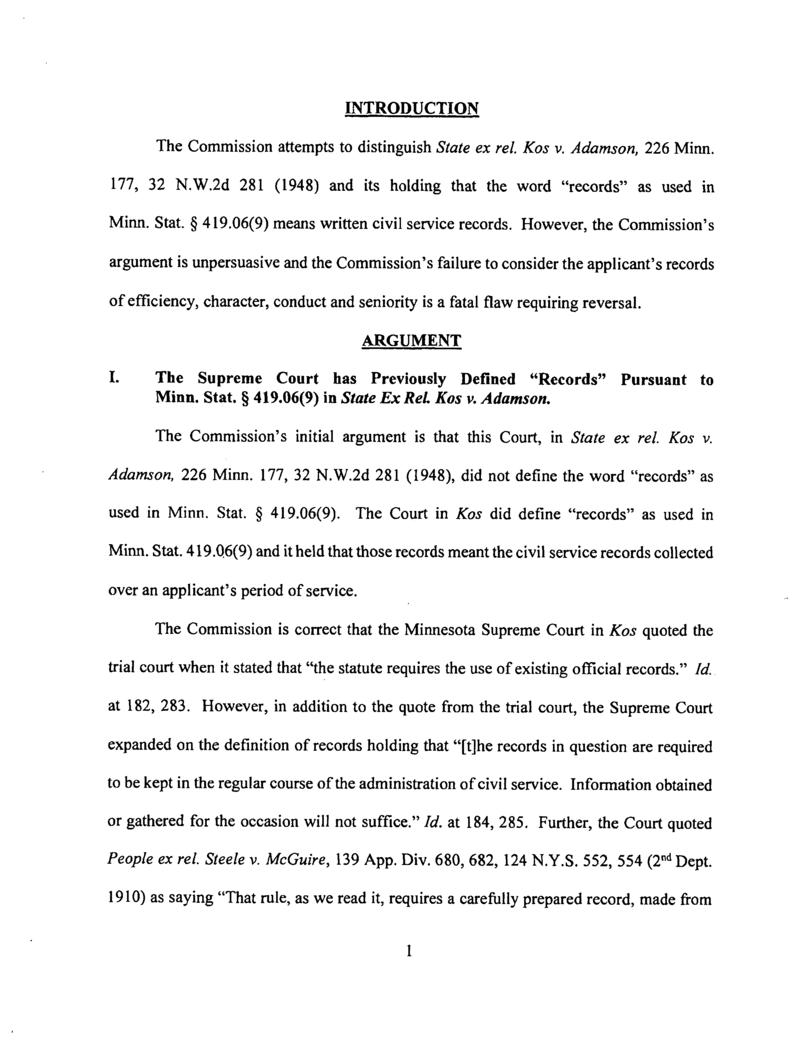 INTRODUCTION
The Commission attempts to distinguish State ex rel. Kos v. Adamson, 226 Minn.
177, 32 N.W.2d 281 (1948) and its holding that the word “records” as used in
Minn. Stat. § 419.06(9) means written civil service records. However, the Commission’s
argument is unpersuasive and the Commission’s failure to consider the applicant’s records
of efficiency, character, conduct and seniority is a fatal flaw requiring reversal.
ARGUMENT
I. The Supreme Court has Previously Defined “Records” Pursuant to
Minn. Stat. § 419.06(9) in State Ex Rel. Kos v. Adamson.
The Commission’s initial argument is that this Court, in State ex rel. Kos v.
Adamson, 226 Minn. 177, 32 N.W.2d 281 (1948), did not define the word “records” as
used in Minn. Stat. § 419.06(9). The Court in Kos did define “records” as used in
Minn. Stat. 419.06(9) and it held that those records meant the civil service records collected
over an applicant’s period of service.
The Commission is correct that the Minnesota Supreme Court in Kos quoted the
trial court when it stated that “the statute requires the use of existing official records.” Id.
at 182, 283. However, in addition to the quote from the trial court, the Supreme Court
expanded on the definition of records holding that “[t]he records in question are required
to be kept in the regular course of the administration of civil service. Information obtained
or gathered for the occasion will not suffice.” Id. at 184, 285. Further, the Court quoted
People ex rel. Steele v. McGuire, 139 App. Div. 680, 682, 124 N.Y.S. 552, 554 (2nd Dept.
1910) as saying “That rule, as we read it, requires a carefully prepared record, made from
1